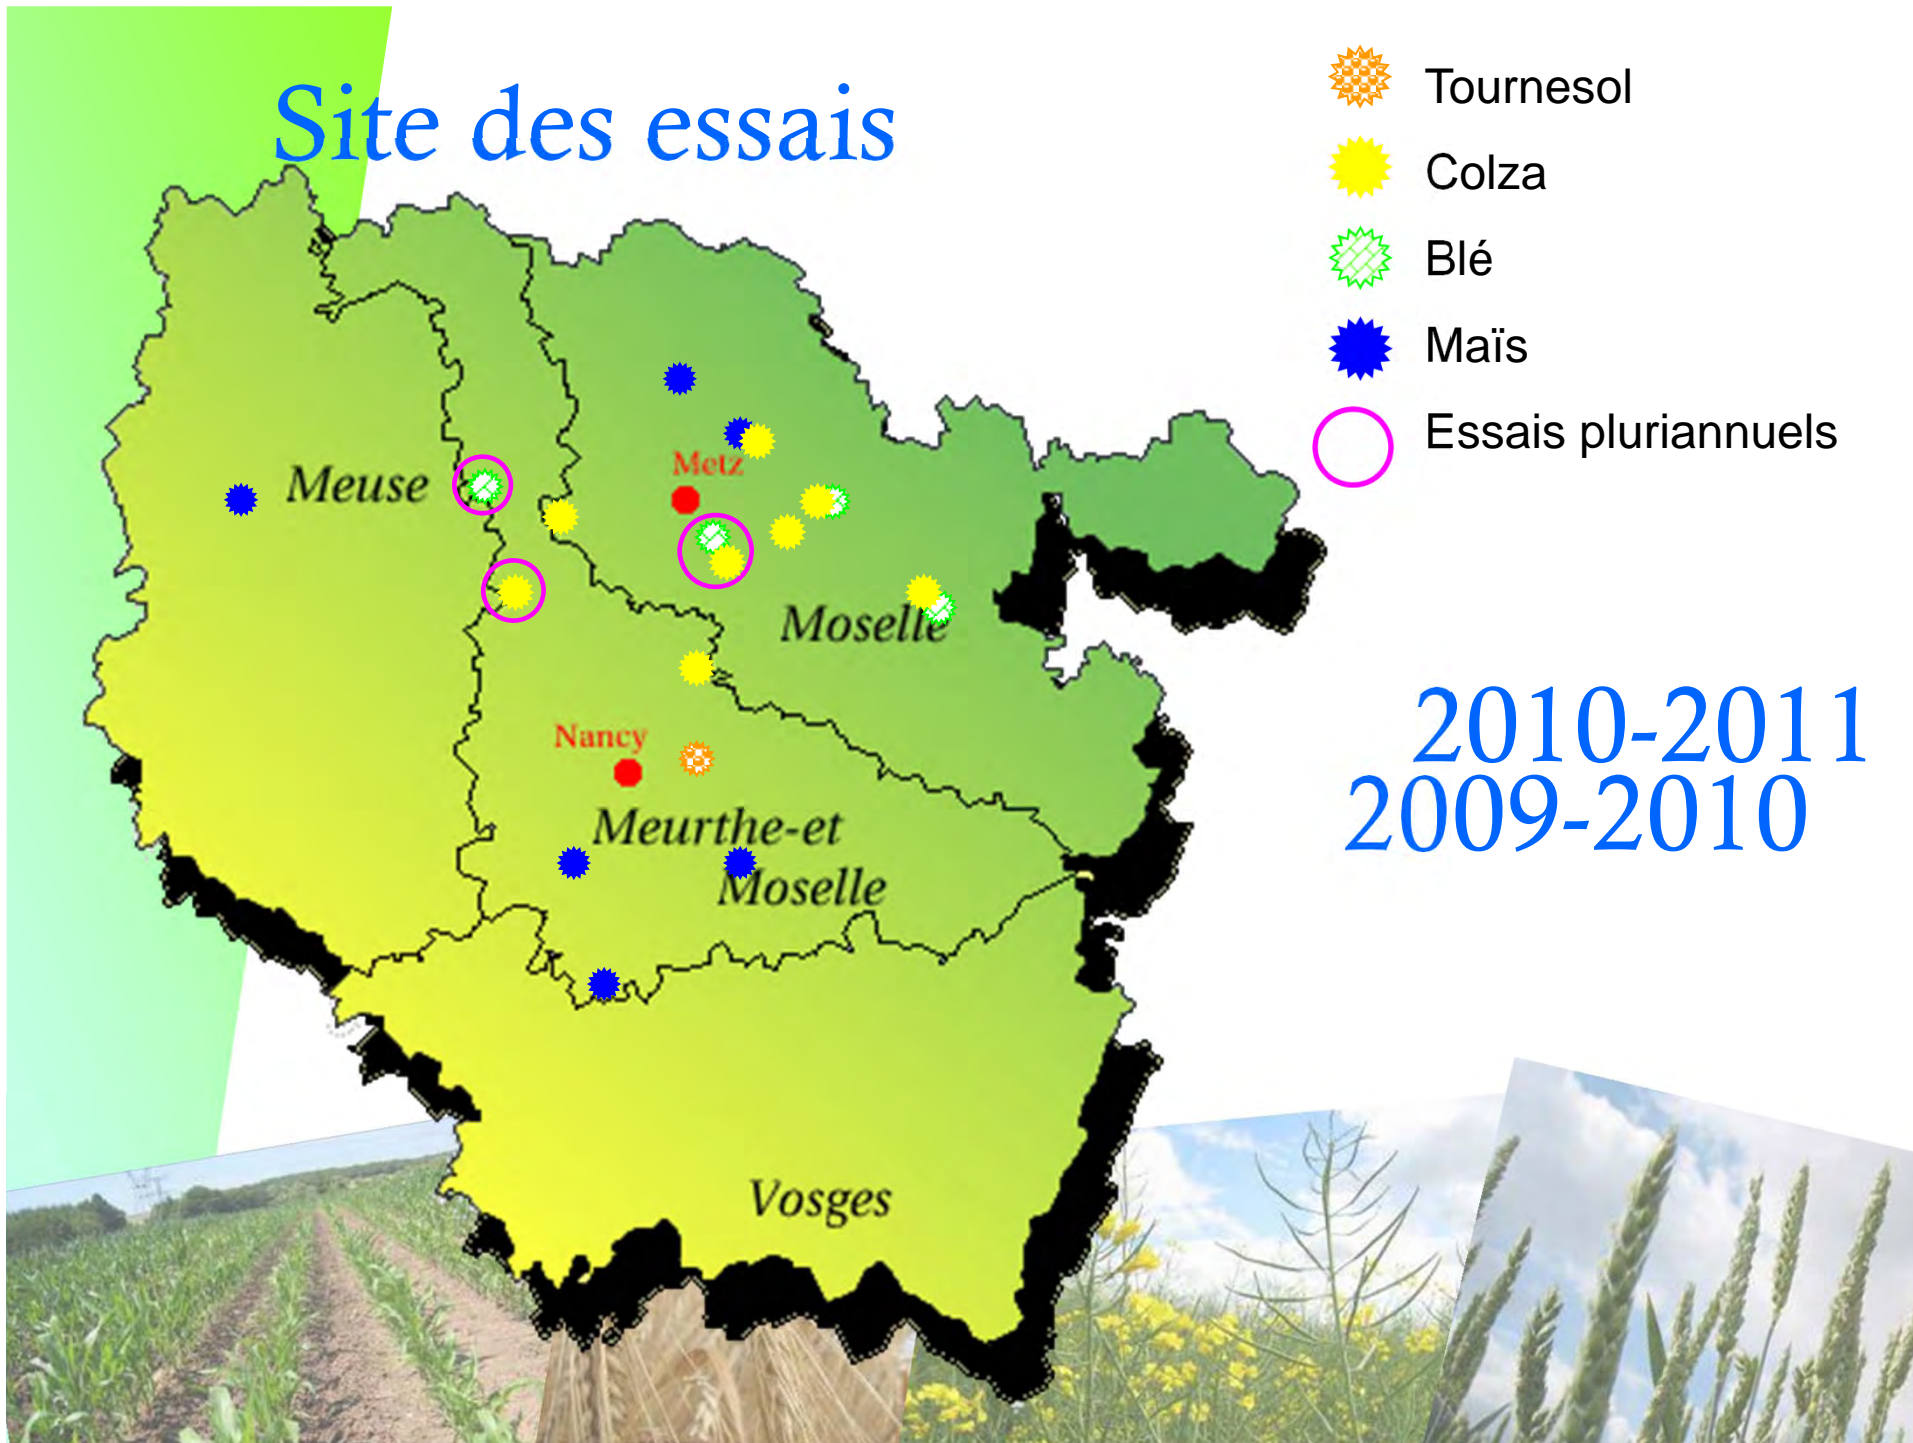 Site des essais
Tournesol
Colza
Blé
Maïs
Essais pluriannuels
Metz
Meuse
Moselle
Nancy
Meurthe-et
Moselle
Vosges
2010-2011
2009-2010